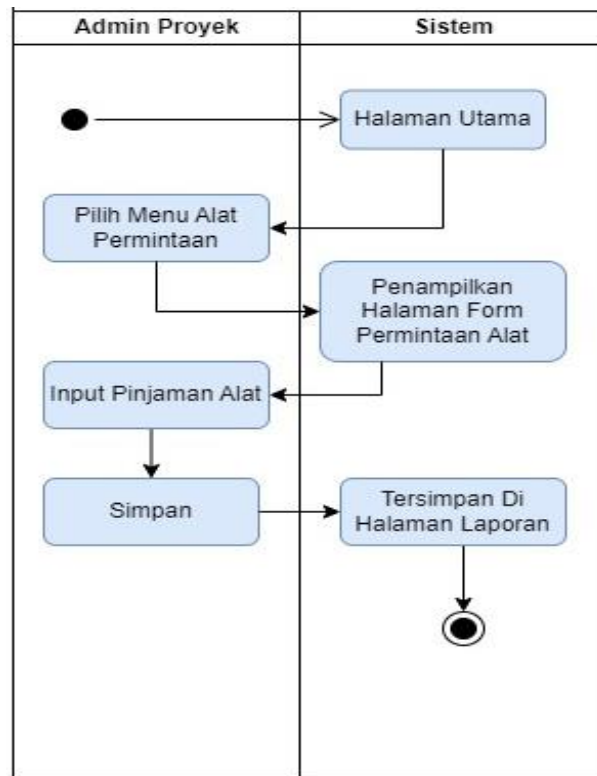 Admin Proyek
Sistem
Halaman Utama
Pilih Menu Alat
Permintaan
Penampilkan
Halaman Form
Permintaan Alat
Input Pinjaman Alat
Simpan
Tersimpan Di
Halaman Laporan